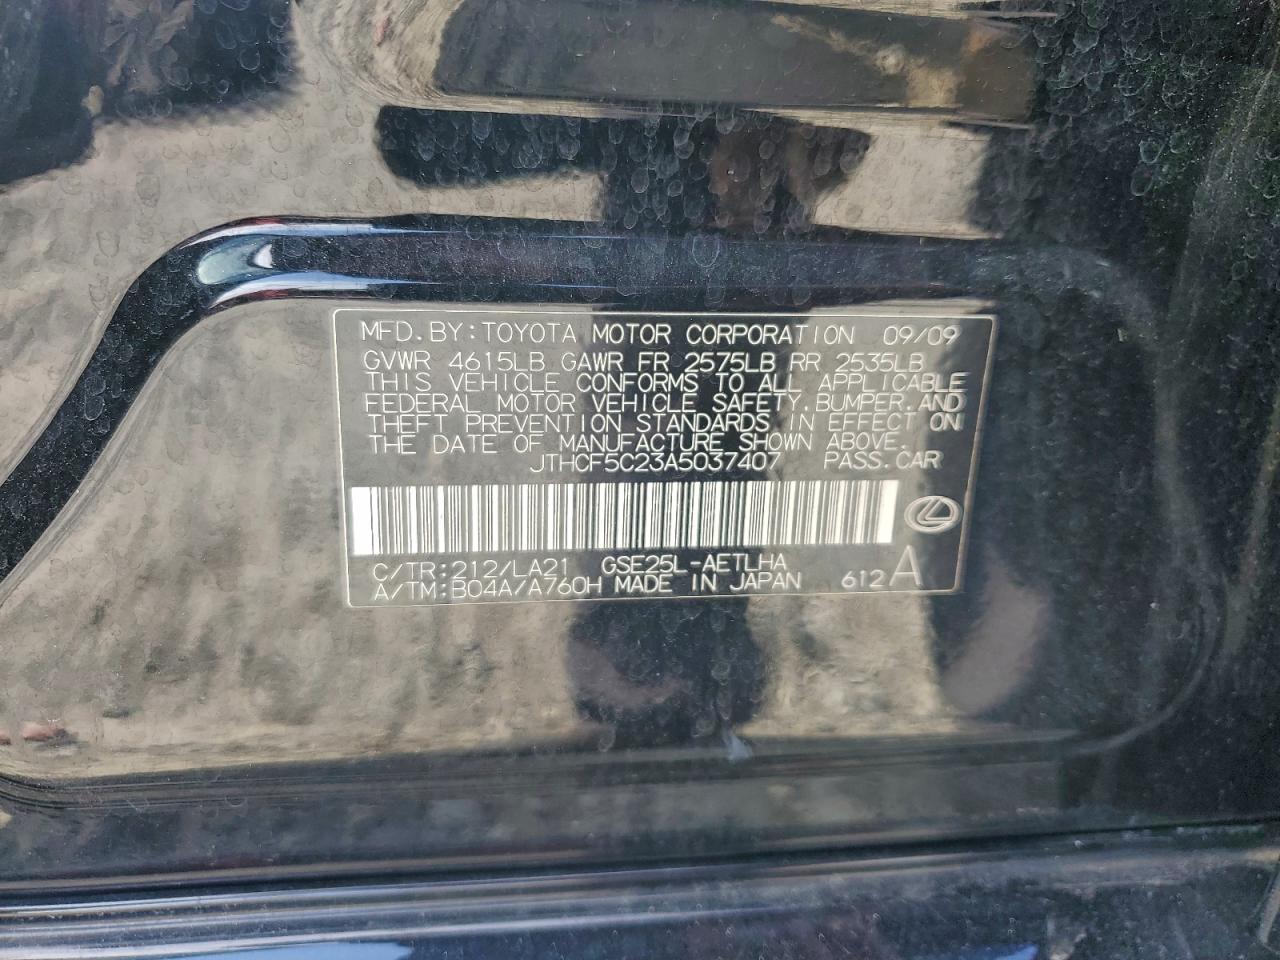 MFD.BY:TOYOTA MOTOR CORPORATION 09/09
GVWR 4615LB GAWR FR 2575LB RR 2535LB
THIS VEHICLE CONFORMS TO ALL APPLICABLE
FEDERAL MOTOR VEHICLE SAFETY,BUMPER,AND
THEFT PREVENTION STANDARDS IN EFFECT ON
THE DATE OF MANUFACTURE SHOWN ABOVE.
JTHCF5C23A5037407 PASS.CAR
C/TR:212/LA21 GSE25L-AETLHA
A/TM:B04A/A760H MADE IN JAPAN 612 A